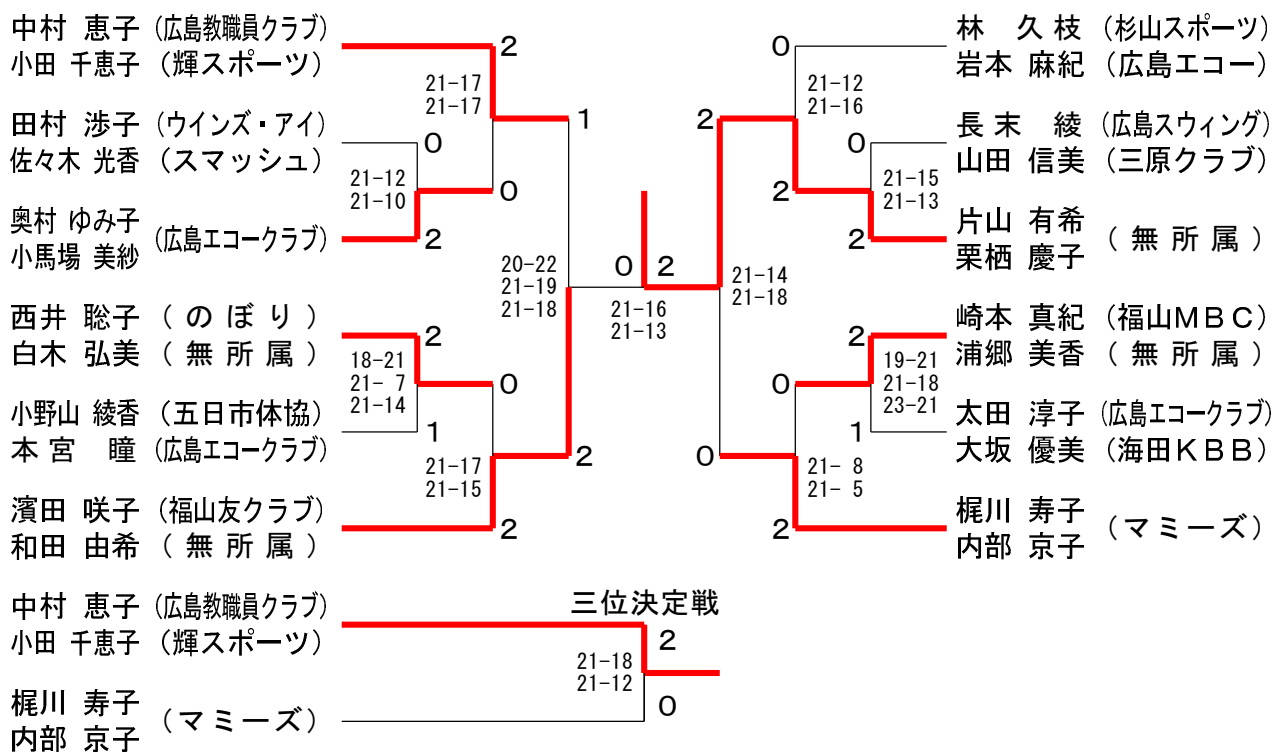 中村 恵子 (広島教職員クラブ)
小田 千恵子 (輝スポーツ)
田村 渉子 (ウインズ・アイ)
佐々木 光香 (スマッシュ)
奥村 ゆみ子
小馬場 美紗
(広島エコークラブ)
西井 聡子 (のぼり)
白木 弘美 (無所属)
小野山 綾香 (五日市体協)
本宮 瞳 (広島エコークラブ)
濱田 咲子 (福山友クラブ)
和田 由希 (無所属)
2
21-17
21-17
0
0
21-12
21-10
2
1
20-22
21-19
21-18
2
2
18-21
21- 7
21-14
1
0
21-17
21-15
2
0 2
21-16
21-13
林 久枝 (杉山スポーツ)
岩本 麻紀 (広島エコー)
長末 綾 (広島スウィング)
山田 信美 (三原クラブ)
片山 有希
栗栖 慶子
(無所属)
崎本 真紀 (福山MBC)
浦郷 美香 (無所属)
太田 淳子 (広島エコークラブ)
大坂 優美 (海田KBB)
梶川 寿子
内部 京子
(マミーズ)
0
21-12
21-16
2
0
21-15
21-13
2
2
21-14
21-18
0
2
19-21
21-18
23-21
1
0
21- 8
21- 5
2
三位決定戦
中村 恵子 (広島教職員クラブ)
小田 千恵子 (輝スポーツ)
2
21-18
21-12
0
梶川 寿子
内部 京子
(マミーズ)